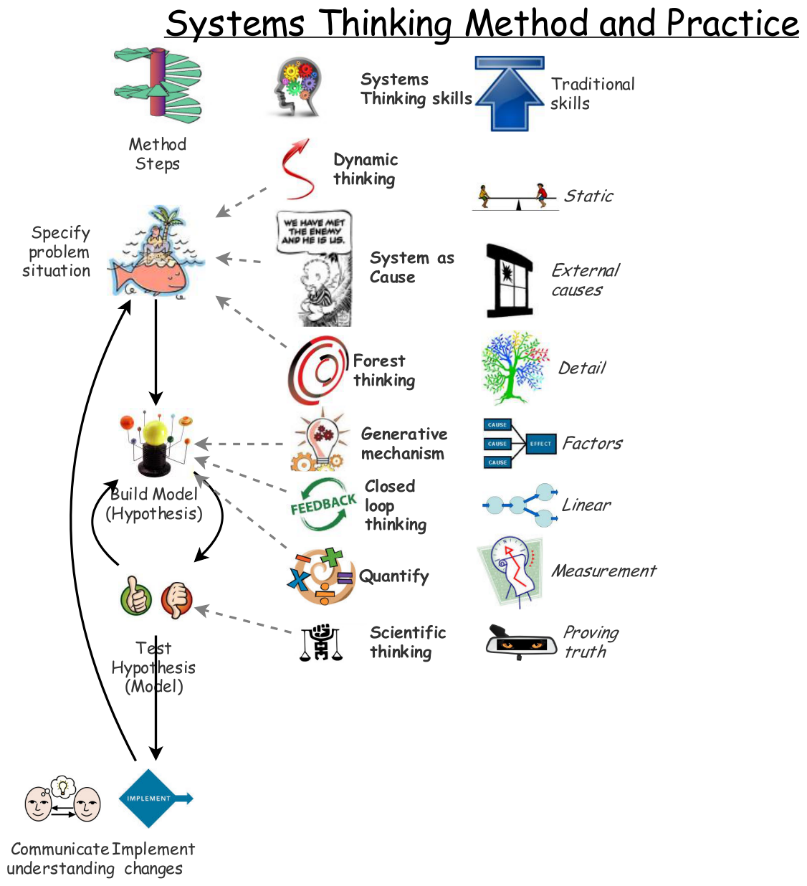 Systems Thinking Method and Practice
Method
Steps
Systems
Thinking skills
Traditional
skills
Dynamic
thinking
Static
Specify
problem
situation
WE HAVE MET
THE ENEMY
AND HE IS US.
System as
Cause
External
causes
Forest
thinking
Detail
Build Model
(Hypothesis)
Generative
mechanism
CAUSE
CAUSE
CAUSE
EFFECT
Factors
FEEDBACK
Closed
loop
thinking
Linear
Quantify
Measurement
Test
Hypothesis
(Model)
Scientific
thinking
Proving
truth
IMPLEMENT
Communicate
understanding
Implement
changes